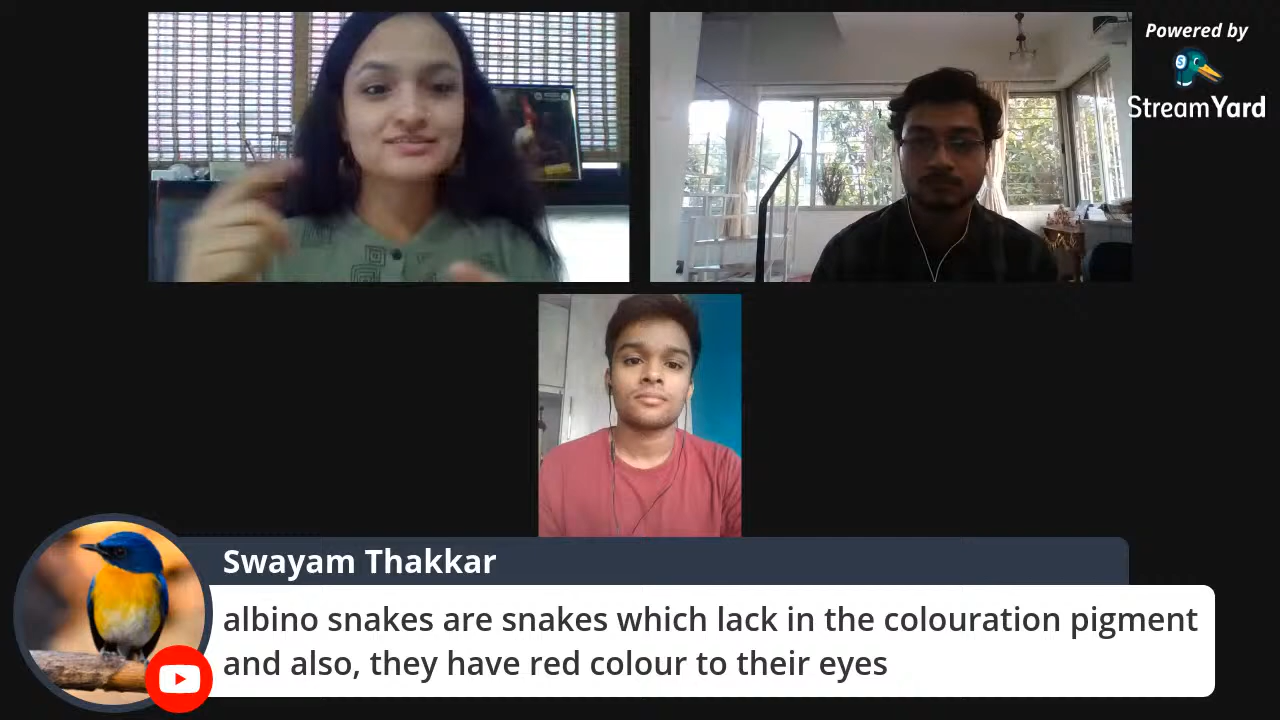 Powered by
StreamYard
Swayam Thakkar
albino snakes are snakes which lack in the colouration pigment
and also, they have red colour to their eyes